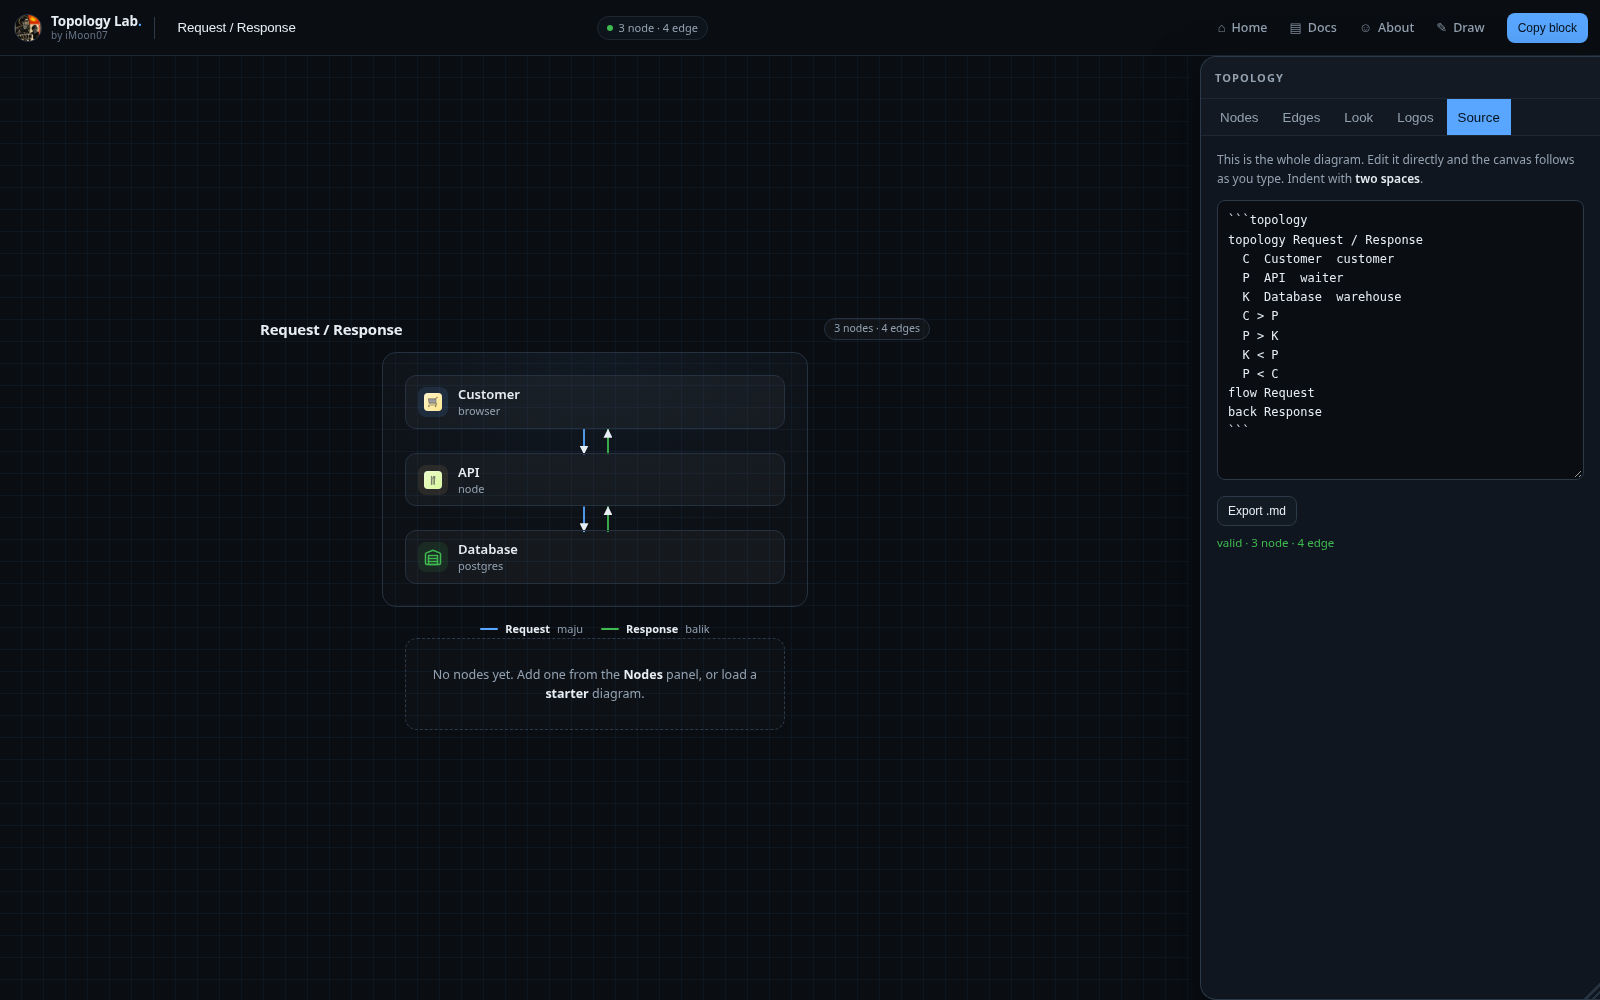 Topology Lab.
by iMoon07
Request / Response
3 node · 4 edge
Home
Docs
About
Draw
Copy block
TOPOLOGY
Nodes
Edges
Look
Logos
Source
This is the whole diagram. Edit it directly and the canvas follows
as you type. Indent with two spaces.
```topology
topology Request / Response
  C  Customer  customer
  P  API  waiter
  K  Database  warehouse
  C > P
  P > K
  K < P
  P < C
flow Request
back Response
```
Export .md
valid · 3 node · 4 edge
Request / Response
3 nodes · 4 edges
Customer
browser
API
node
Database
postgres
Request maju
Response balik
No nodes yet. Add one from the Nodes panel, or load a
starter diagram.